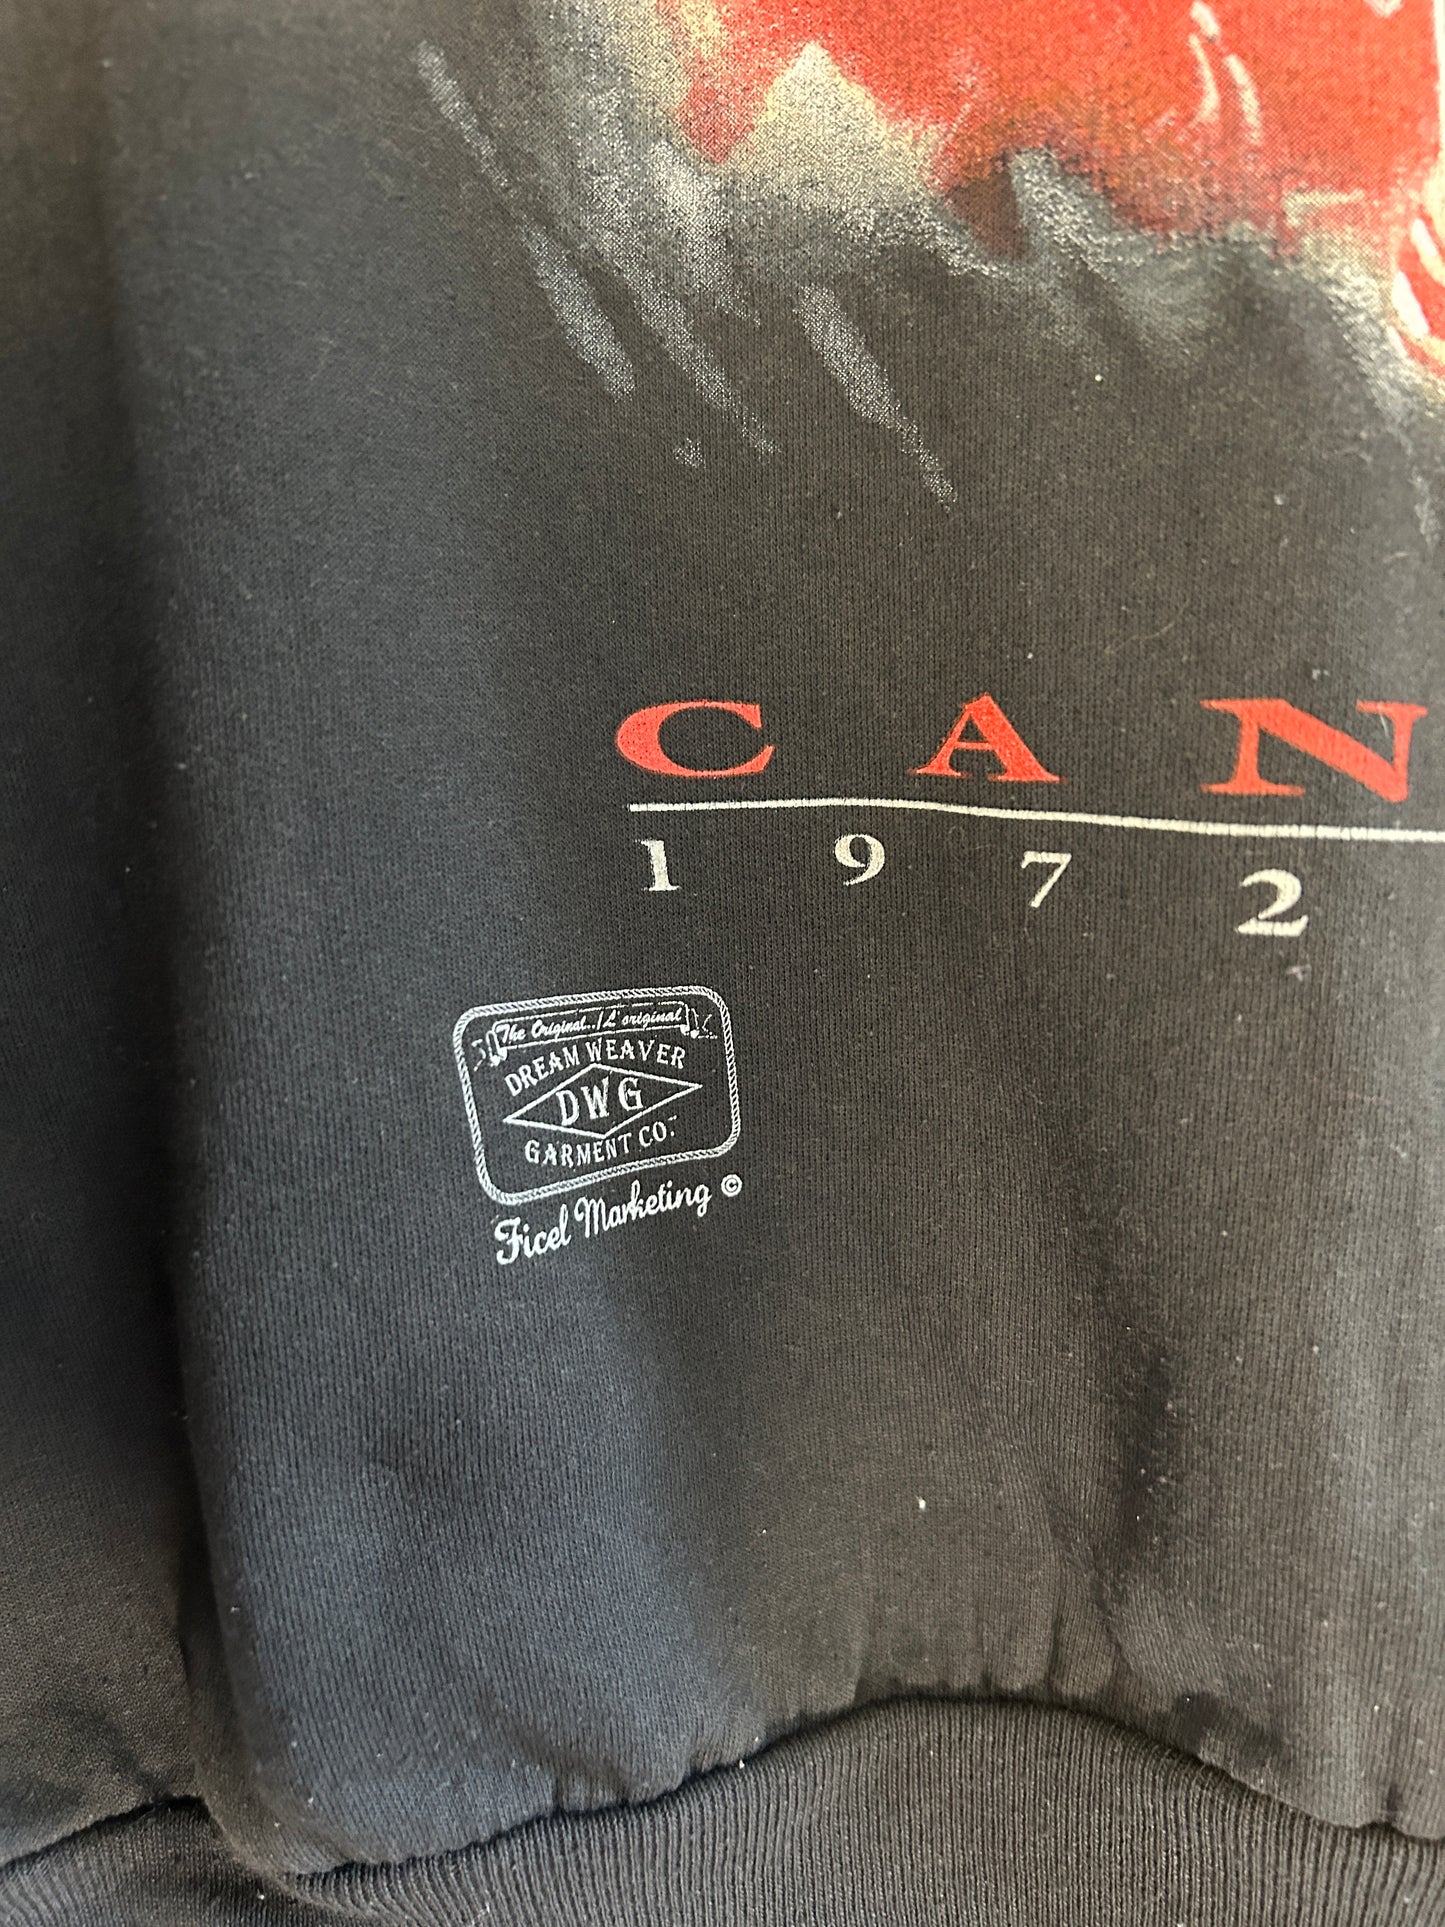 CAN
1972
The Original../L'original
DREAM WEAVER
DWG
GARMENT CO.
Ficel Marketing ©